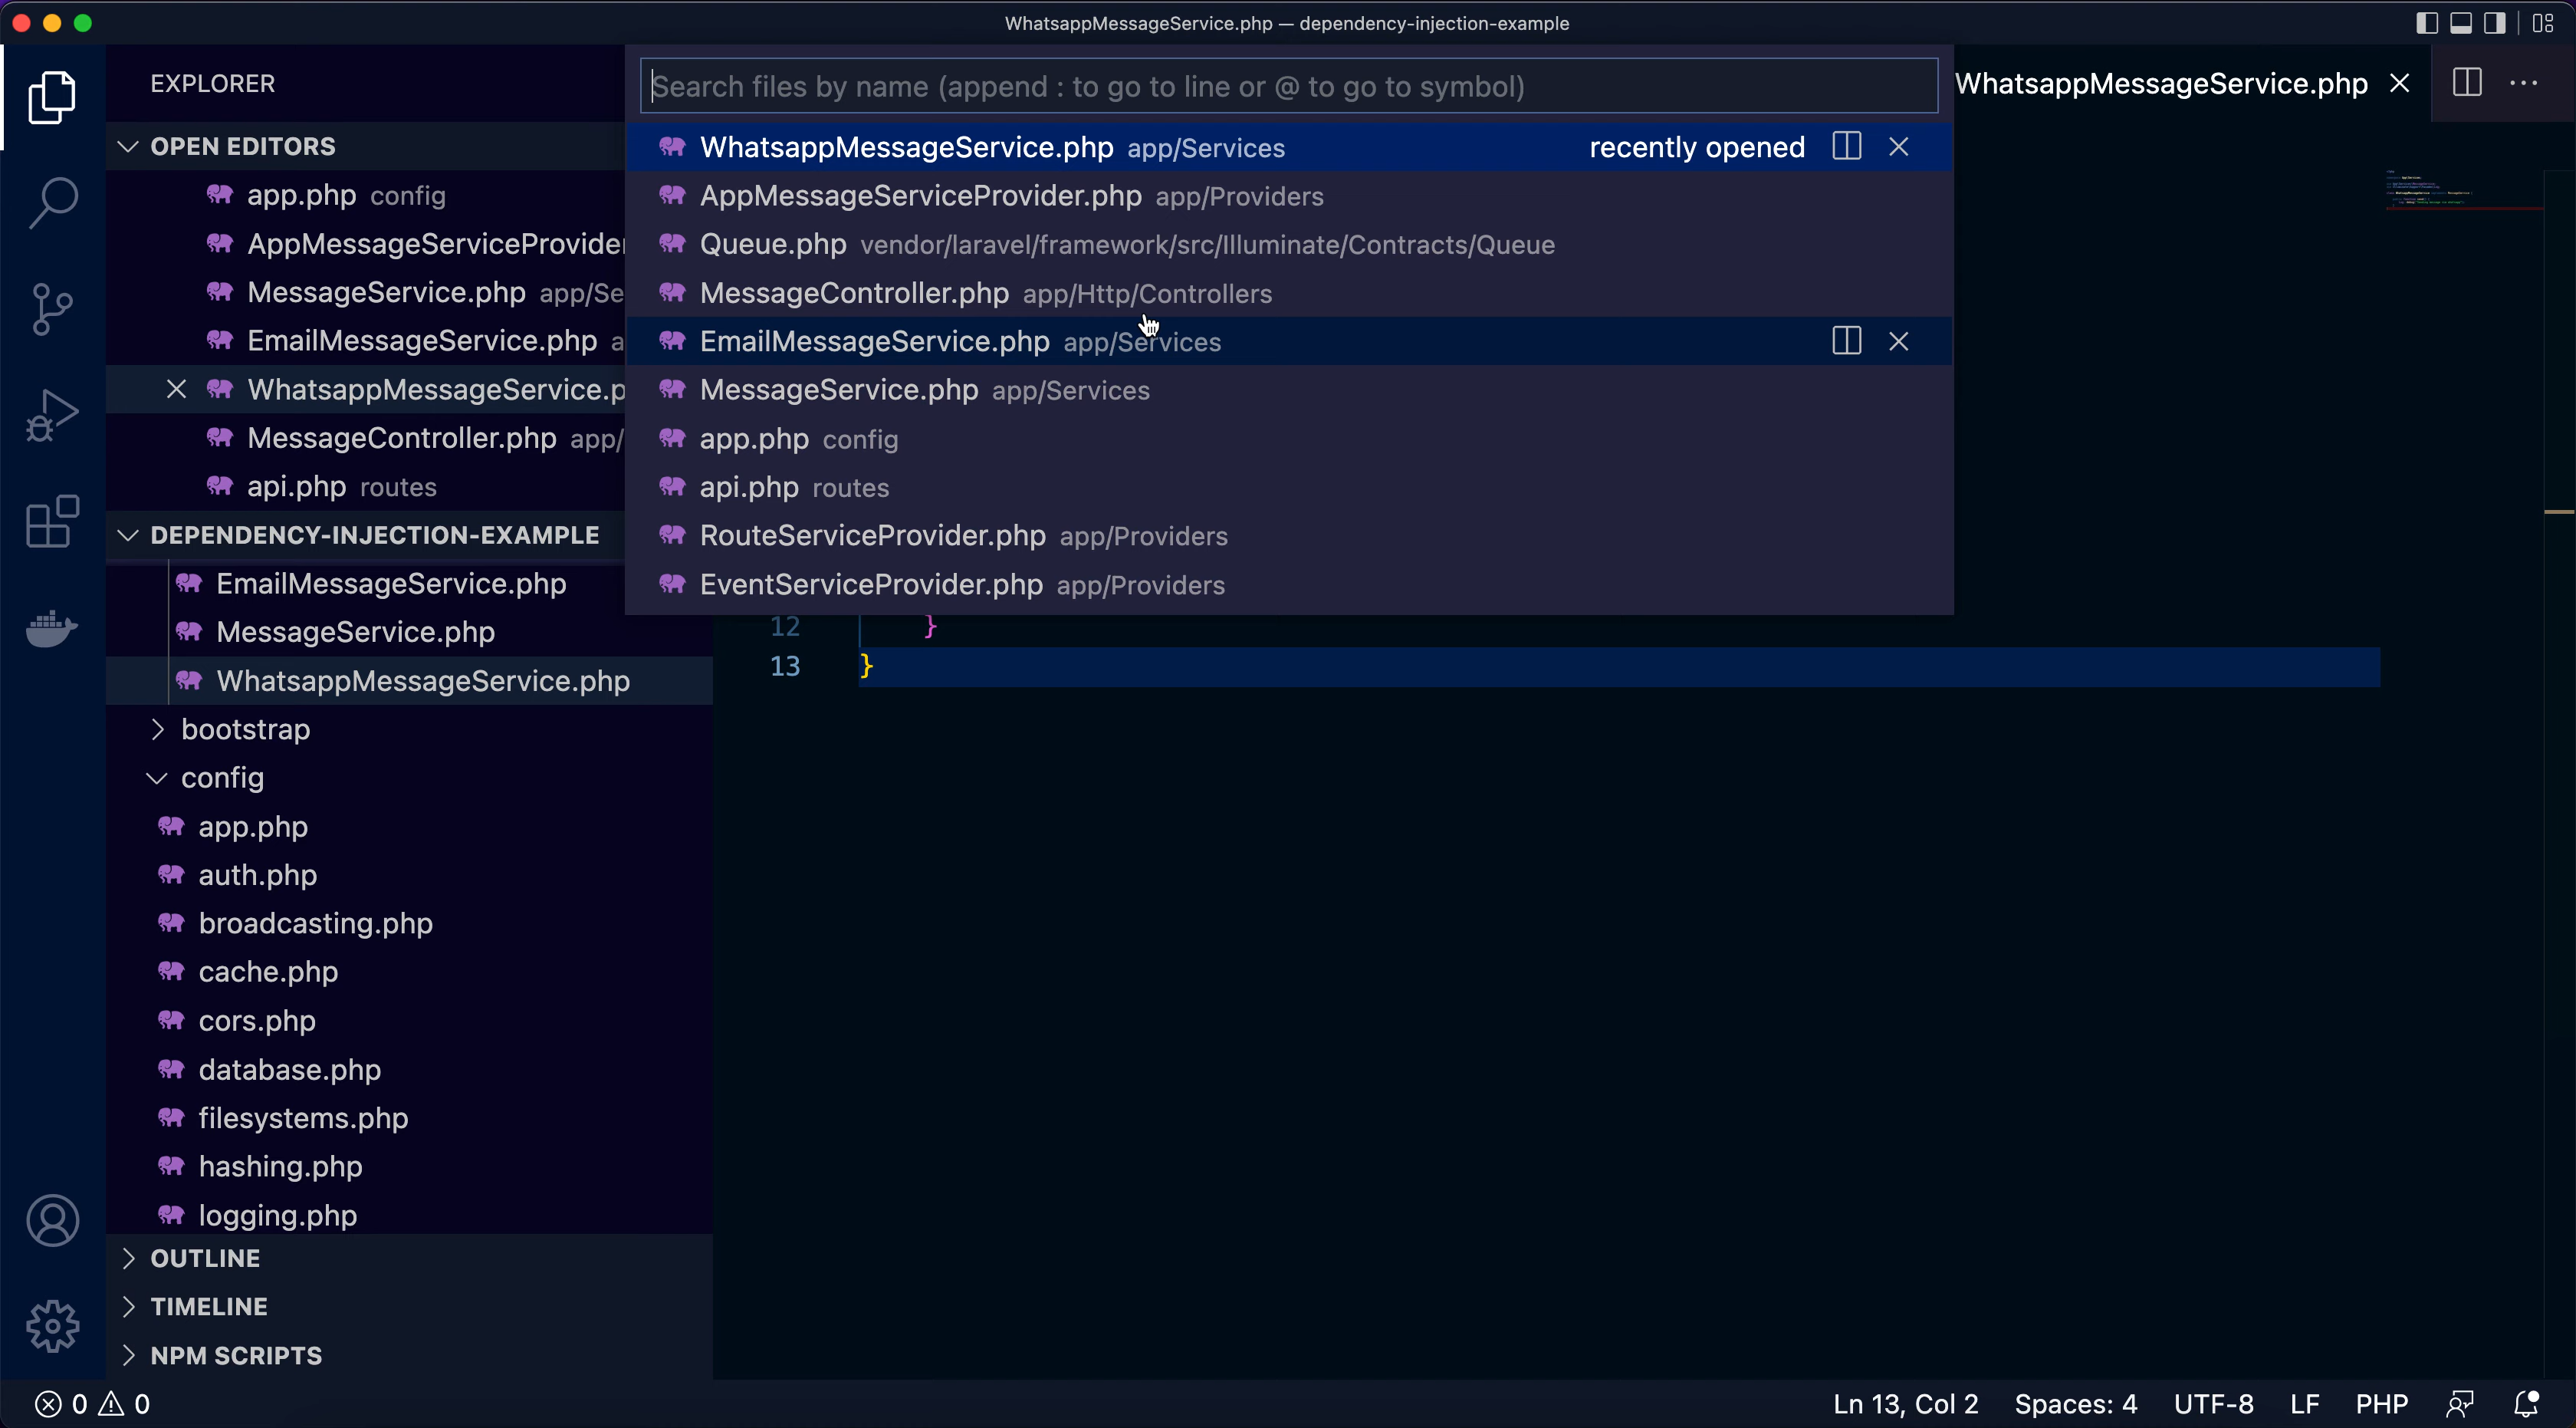 WhatsappMessageService.php — dependency-injection-example
EXPLORER
OPEN EDITORS
app.php config
AppMessageServiceProvider
MessageService.php app/Se
EmailMessageService.php a
WhatsappMessageService.p
MessageController.php app/
api.php routes
DEPENDENCY-INJECTION-EXAMPLE
EmailMessageService.php
MessageService.php
WhatsappMessageService.php
bootstrap
config
app.php
auth.php
broadcasting.php
cache.php
cors.php
database.php
filesystems.php
hashing.php
logging.php
OUTLINE
TIMELINE
NPM SCRIPTS
Search files by name (append : to go to line or @ to go to symbol)
WhatsappMessageService.php app/Services recently opened
AppMessageServiceProvider.php app/Providers
Queue.php vendor/laravel/framework/src/Illuminate/Contracts/Queue
MessageController.php app/Http/Controllers
EmailMessageService.php app/Services
MessageService.php app/Services
app.php config
api.php routes
RouteServiceProvider.php app/Providers
EventServiceProvider.php app/Providers
WhatsappMessageService.php
12 }
13 }
0 0
Ln 13, Col 2 Spaces: 4 UTF-8 LF PHP